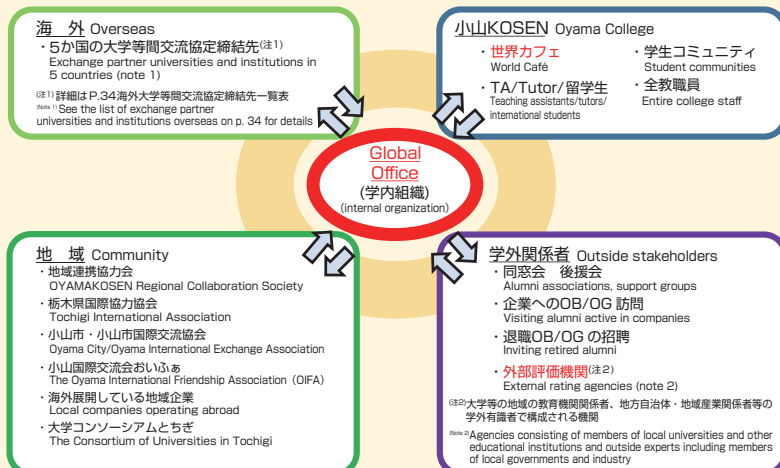 海 外 Overseas
・5か国の大学等間交流協定締結先(注1)
Exchange partner universities and institutions in
5 countries (note 1)
(注1) 詳細はP.34海外大学等間交流協定締結先一覧表
(Note 1) See the list of exchange partner
universities and institutions overseas on p. 34 for details
小山KOSEN Oyama College
・世界カフェ
World Café
・TA/Tutor/留学生
Teaching assistants/tutors/
international students
・学生コミュニティ
Student communities
・全教職員
Entire college staff
Global
Office
(学内組織)
(internal organization)
地 域 Community
・地域連携協力会
OYAMAKOSEN Regional Collaboration Society
・栃木県国際協力協会
Tochigi International Association
・小山市・小山市国際交流協会
Oyama City/Oyama International Exchange Association
・小山国際交流会おいふぁ
The Oyama International Friendship Association (OIFA)
・海外展開している地域企業
Local companies operating abroad
・大学コンソーシアムとちぎ
The Consortium of Universities in Tochigi
学外関係者 Outside stakeholders
・同窓会 後援会
Alumni associations, support groups
・企業へのOB/OG 訪問
Visiting alumni active in companies
・退職OB/OG の招聘
Inviting retired alumni
・外部評価機関(注2)
External rating agencies (note 2)
(注2)大学等の地域の教育機関関係者、地方自治体・地域産業関係者等の
学外有識者で構成される機関
(Note 2)Agencies consisting of members of local universities and other
educational institutions and outside experts including members
of local governments and industry